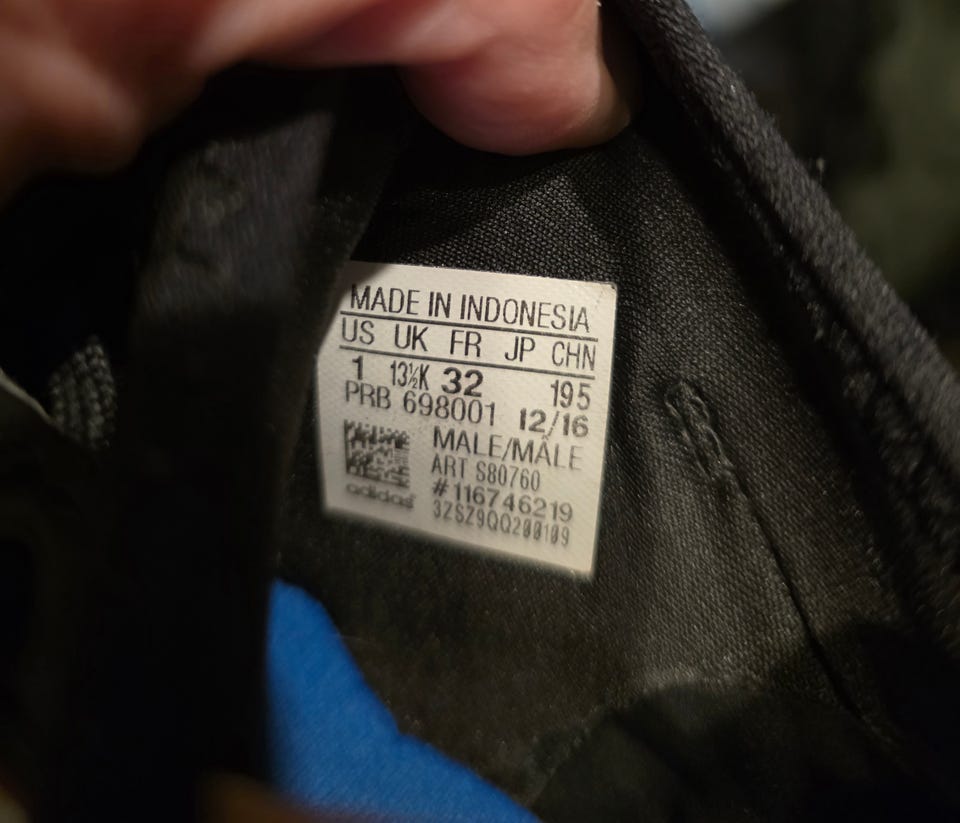 MADE IN INDONESIA
US UK FR JP CHN
1 13½K 32 195
PRB 698001 12/16
MALE/MÂLE
ART S80760
#116746219
3ZSZ9QQ200109
adidas